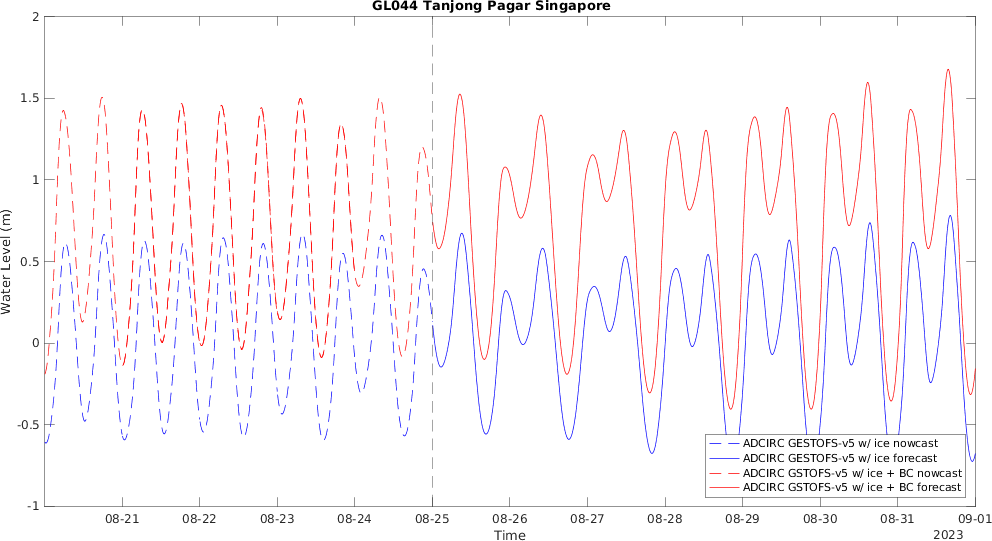 GL044 Tanjong Pagar Singapore
2
1.5
1
0.5
0
-0.5
-1
Water Level (m)
ADCIRC GESTOFS-v5 w/ ice nowcast
ADCIRC GESTOFS-v5 w/ ice forecast
ADCIRC GSTOFS-v5 w/ ice + BC nowcast
ADCIRC GSTOFS-v5 w/ ice + BC forecast
08-21 08-22 08-23 08-24 08-25 08-26 08-27 08-28 08-29 08-30 08-31 09-01
Time
2023